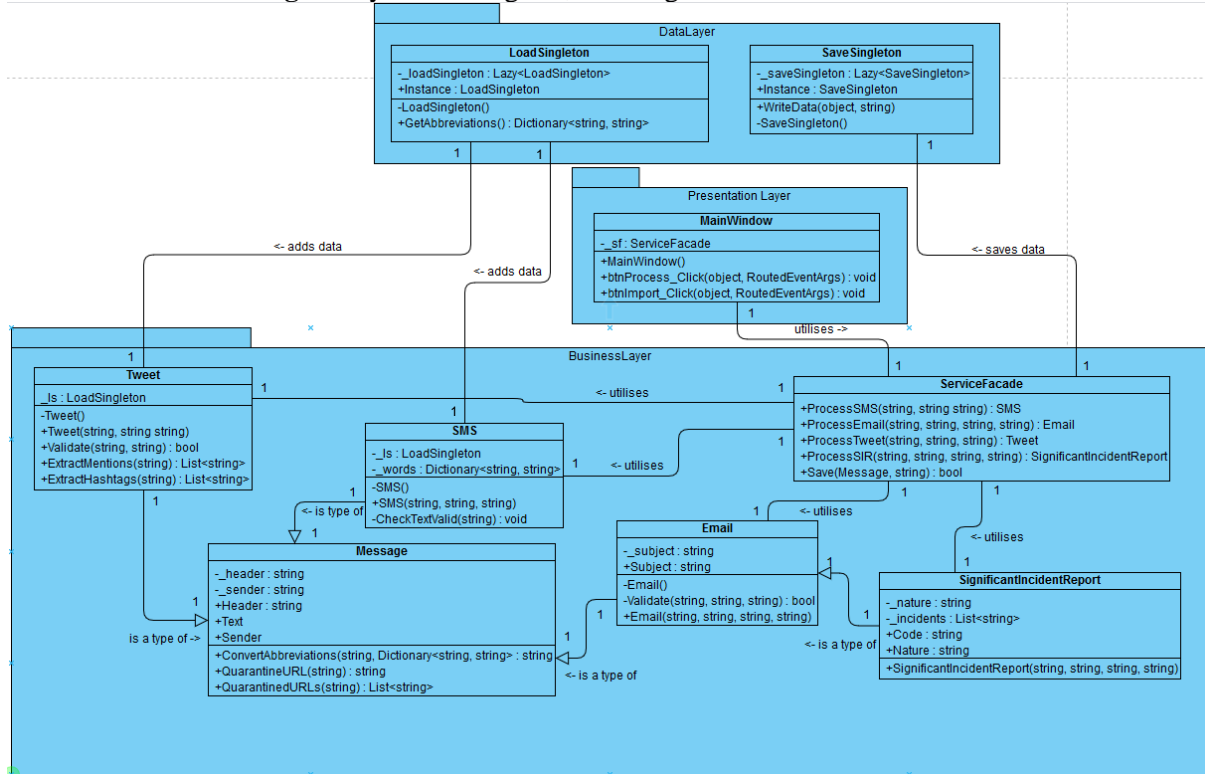 DataLayer
LoadSingleton
-_loadSingleton : Lazy<LoadSingleton>
+Instance : LoadSingleton
-LoadSingleton()
+GetAbbreviations() : Dictionary<string, string>
SaveSingleton
-_saveSingleton : Lazy<SaveSingleton>
+Instance : SaveSingleton
+WriteData(object, string)
-SaveSingleton()
1
1
1
Presentation Layer
MainWindow
-_sf : ServiceFacade
+MainWindow()
+btnProcess_Click(object, RoutedEventArgs) : void
+btnImport_Click(object, RoutedEventArgs) : void
<- adds data
<- adds data
<- saves data
1
utilises ->
BusinessLayer
1
1
1
Tweet
_ls : LoadSingleton
-Tweet()
+Tweet(string, string string)
+Validate(string, string) : bool
+ExtractMentions(string) : List<string>
+ExtractHashtags(string) : List<string>
1
<- utilises
1
ServiceFacade
+ProcessSMS(string, string string) : SMS
+ProcessEmail(string, string, string, string) : Email
+ProcessTweet(string, string, string) : Tweet
+ProcessSIR(string, string, string, string) : SignificantIncidentReport
+Save(Message, string) : bool
1
SMS
-_ls : LoadSingleton
-_words : Dictionary<string, string>
-SMS()
+SMS(string, string, string)
-CheckTextValid(string) : void
1
<- utilises
1
1
1
<- is type of
1
1
1
1
<- utilises
<- utilises
Message
-_header : string
-_sender : string
+Header : string
+Text
+Sender
+ConvertAbbreviations(string, Dictionary<string, string> : string
+QuarantineURL(string) : string
+QuarantinedURLs(string) : List<string>
1
is a type of ->
Email
-_subject : string
+Subject : string
-Email()
-Validate(string, string, string) : bool
+Email(string, string, string, string)
1
1
<- is a type of
1
1
1
<- is a type of
SignificantIncidentReport
-_nature : string
-_incidents : List<string>
+Code : string
+Nature : string
+SignificantIncidentReport(string, string, string, string)